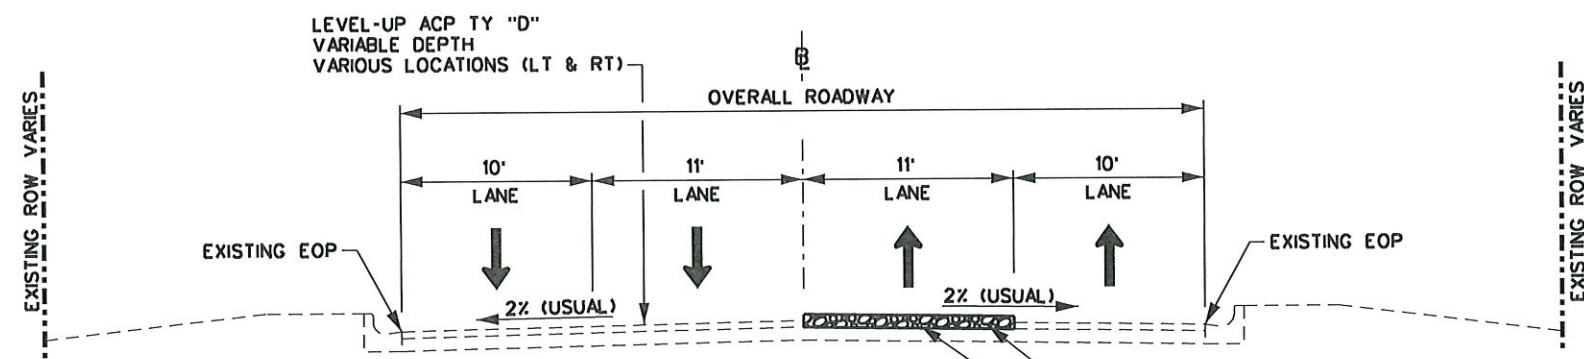 LEVEL-UP ACP TY "D"
VARIABLE DEPTH
VARIOUS LOCATIONS (LT & RT)
EXISTING ROW VARIES
OVERALL ROADWAY
EXISTING ROW VARIES
10'
LANE
11'
LANE
11'
LANE
10'
LANE
EXISTING EOP
EXISTING EOP
2% (USUAL)
2% (USUAL)